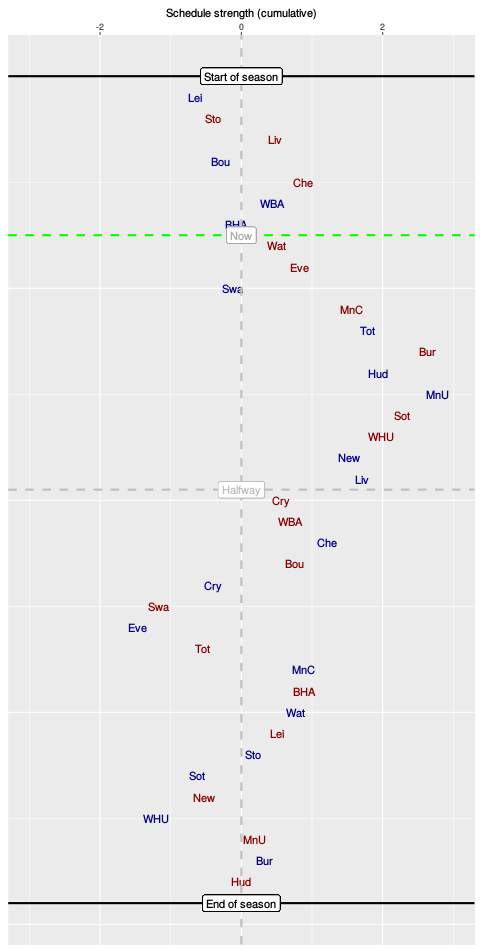 Schedule strength (cumulative)
-2 0 2
Start of season
Lei
Sto
Liv
Bou
Che
WBA
BHA
Now
Wat
Eve
Swa
MnC
Tot
Bur
Hud
MnU
Sot
WHU
New
Liv
Halfway
Cry
WBA
Che
Bou
Cry
Swa
Eve
Tot
MnC
BHA
Wat
Lei
Sto
Sot
New
WHU
MnU
Bur
Hud
End of season